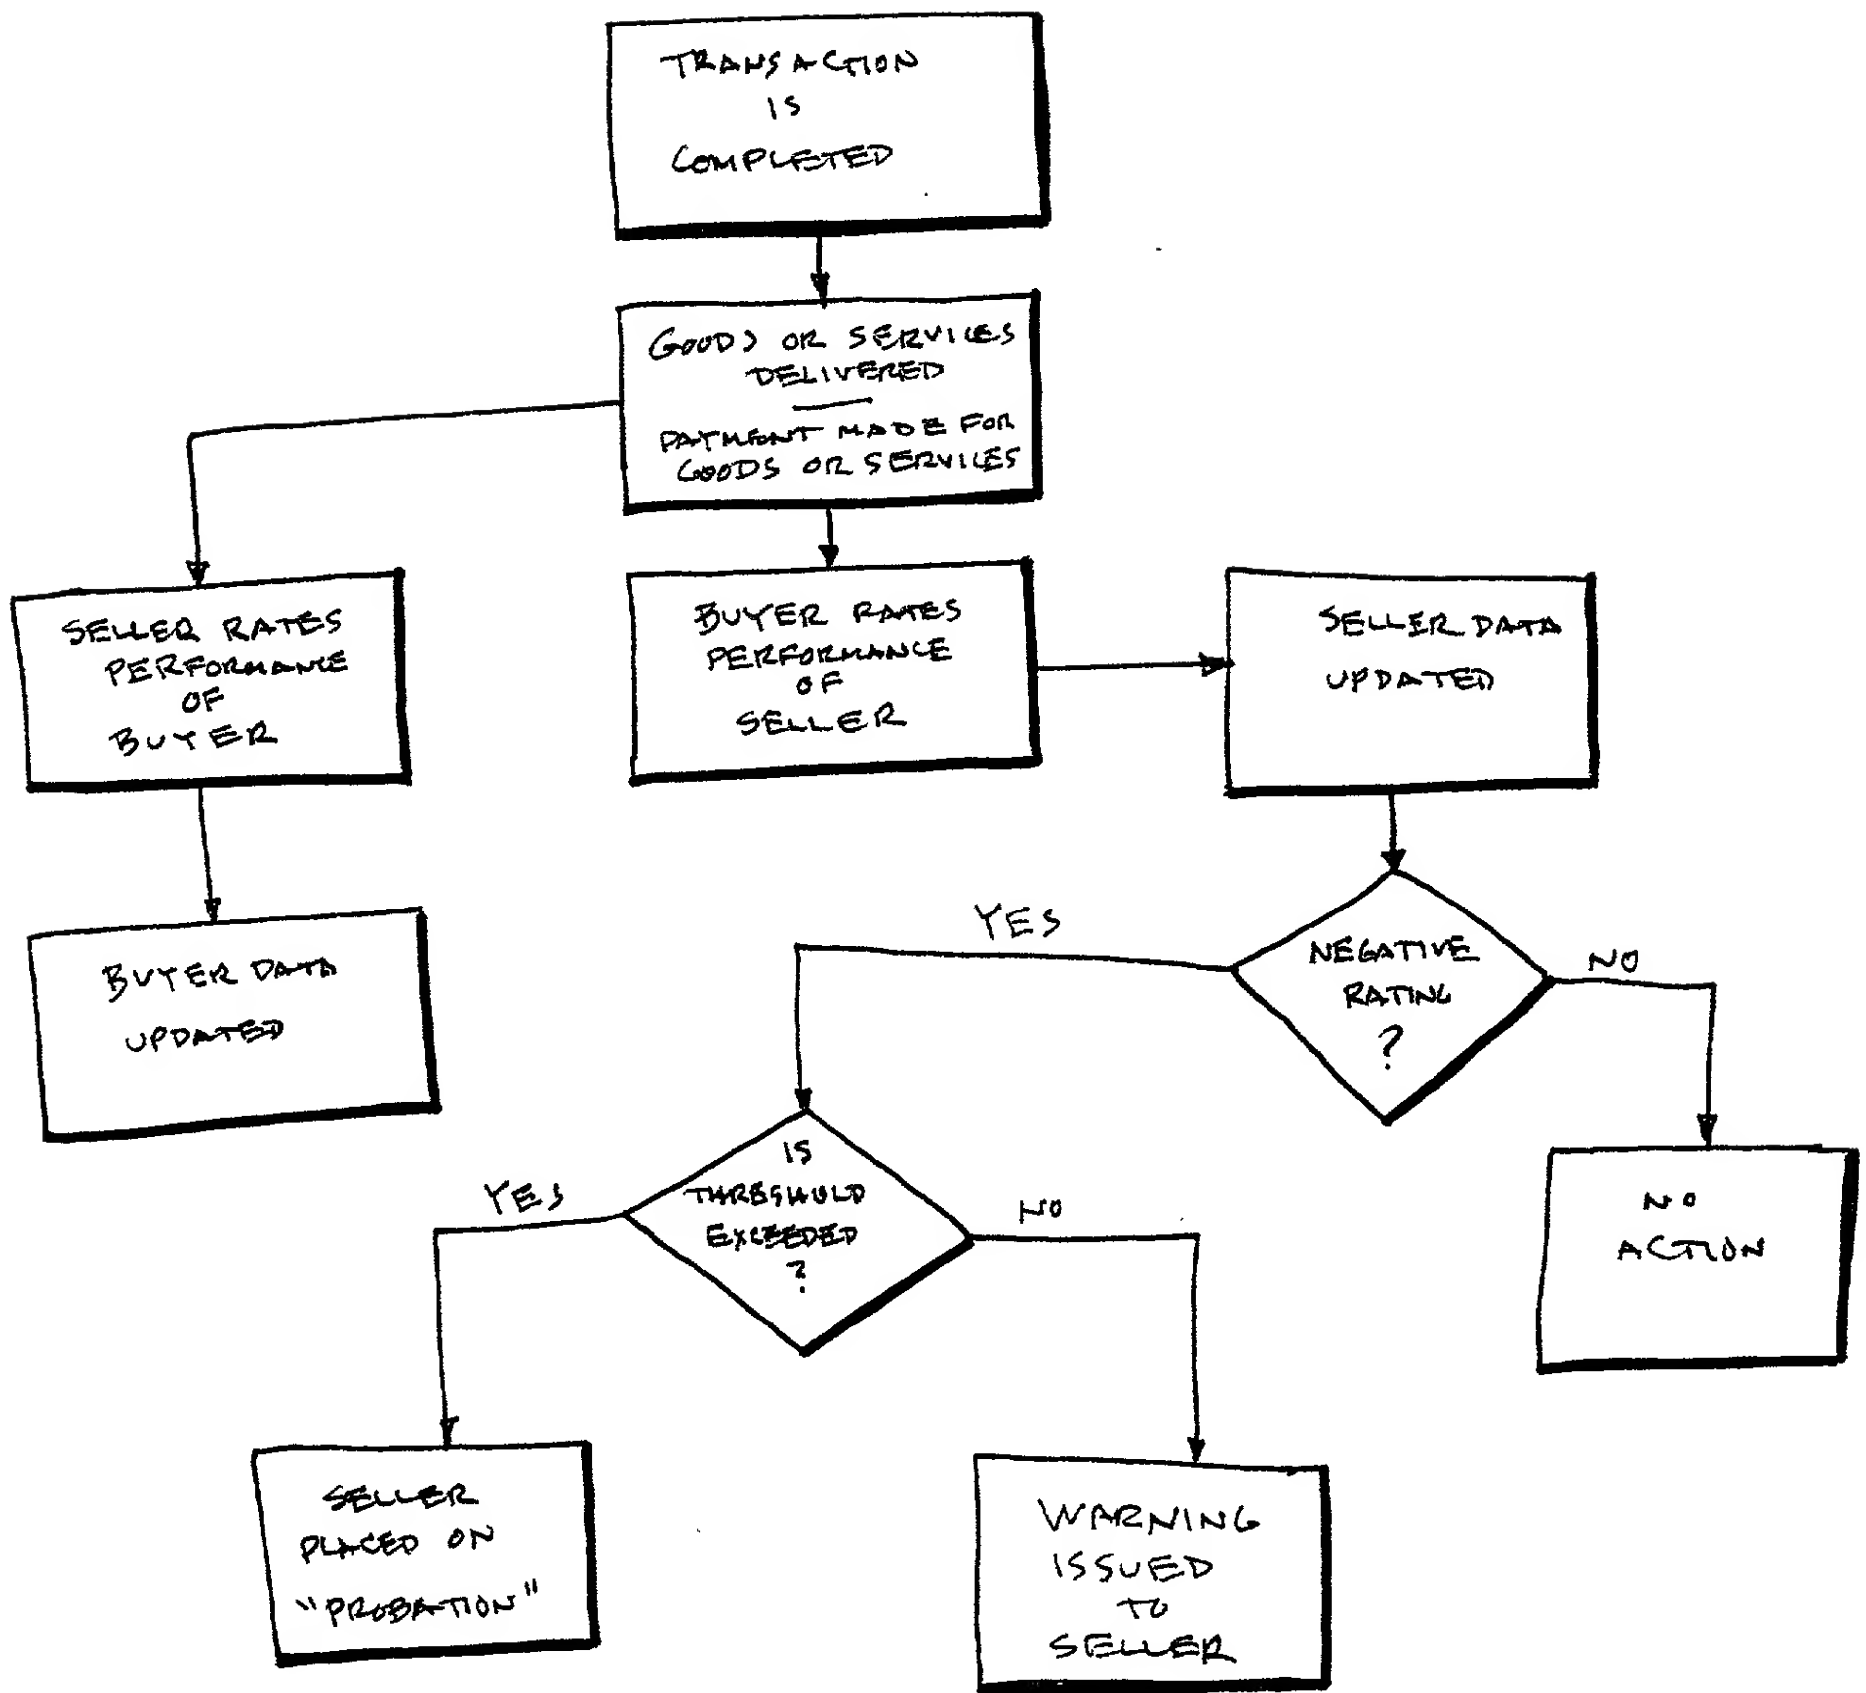 TRANSACTION
IS
COMPLETED
GOODS OR SERVICES
DELIVERED
PAYMENT MADE FOR
GOODS OR SERVICES
SELLER RATES
PERFORMANCE
OF
BUYER
BUYER RATES
PERFORMANCE
OF
SELLER
SELLER DATA
UPDATED
BUYER DATA
UPDATED
YES
NEGATIVE
RATING
?
NO
YES
IS
THRESHOLD
EXCEEDED
?
NO
NO
ACTION
SELLER
PLACED ON
"PROBATION"
WARNING
ISSUED
TO
SELLER